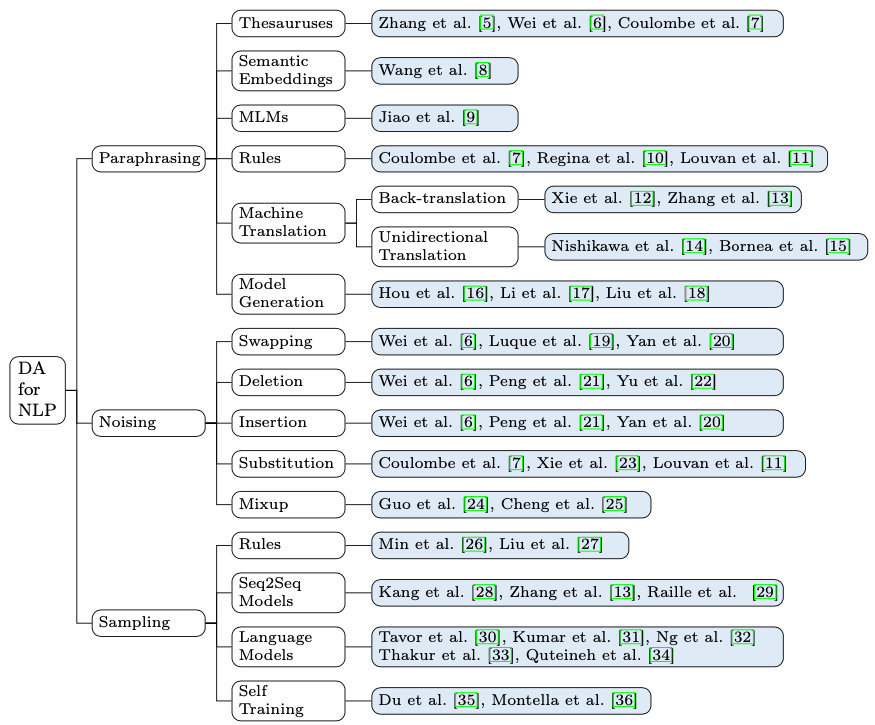 Thesauruses
Zhang et al. [5], Wei et al. [6], Coulombe et al. [7]
Semantic
Embeddings
Wang et al. [8]
MLMs
Jiao et al. [9]
Paraphrasing
Rules
Coulombe et al. [7], Regina et al. [10], Louvan et al. [11]
Machine
Translation
Back-translation
Xie et al. [12], Zhang et al. [13]
Unidirectional
Translation
Nishikawa et al. [14], Bornea et al. [15]
Model
Generation
Hou et al. [16], Li et al. [17], Liu et al. [18]
DA
for
NLP
Noising
Swapping
Wei et al. [6], Luque et al. [19], Yan et al. [20]
Deletion
Wei et al. [6], Peng et al. [21], Yu et al. [22]
Insertion
Wei et al. [6], Peng et al. [21], Yan et al. [20]
Substitution
Coulombe et al. [7], Xie et al. [23], Louvan et al. [11]
Mixup
Guo et al. [24], Cheng et al. [25]
Sampling
Rules
Min et al. [26], Liu et al. [27]
Seq2Seq
Models
Kang et al. [28], Zhang et al. [13], Raille et al. [29]
Language
Models
Tavor et al. [30], Kumar et al. [31], Ng et al. [32]
Thakur et al. [33], Quteineh et al. [34]
Self
Training
Du et al. [35], Montella et al. [36]